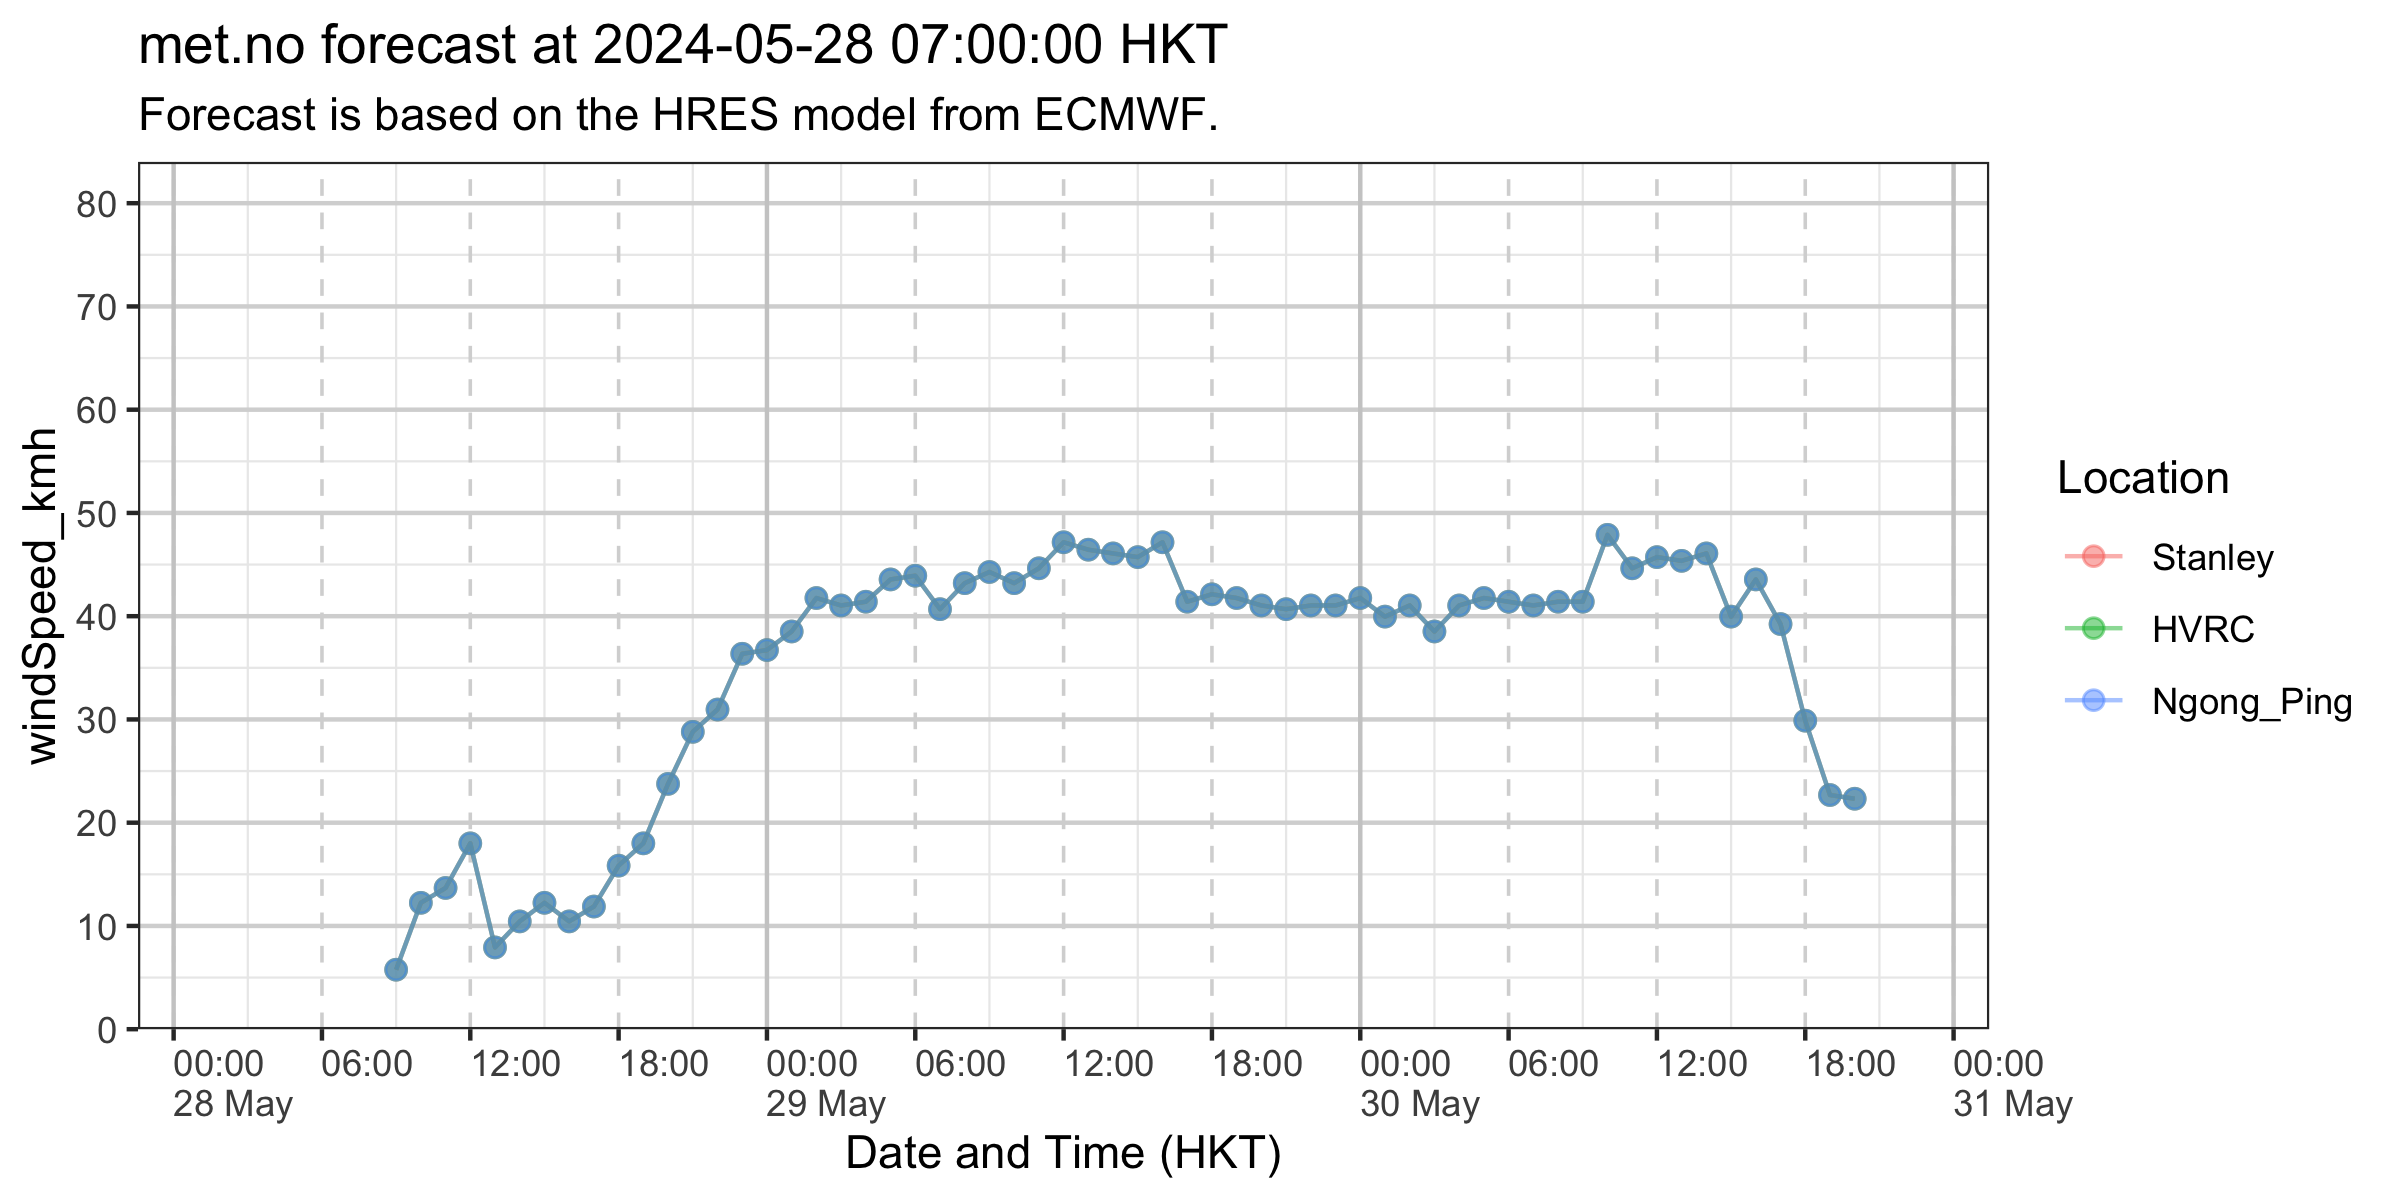 met.no forecast at 2024-05-28 07:00:00 HKT
Forecast is based on the HRES model from ECMWF.
windSpeed_kmh
80
70
60
50
40
30
20
10
0
00:00 06:00 12:00 18:00 00:00 06:00 12:00 18:00 00:00 06:00 12:00 18:00 00:00
28 May 29 May 30 May 31 May
Date and Time (HKT)
Location
Stanley
HVRC
Ngong_Ping